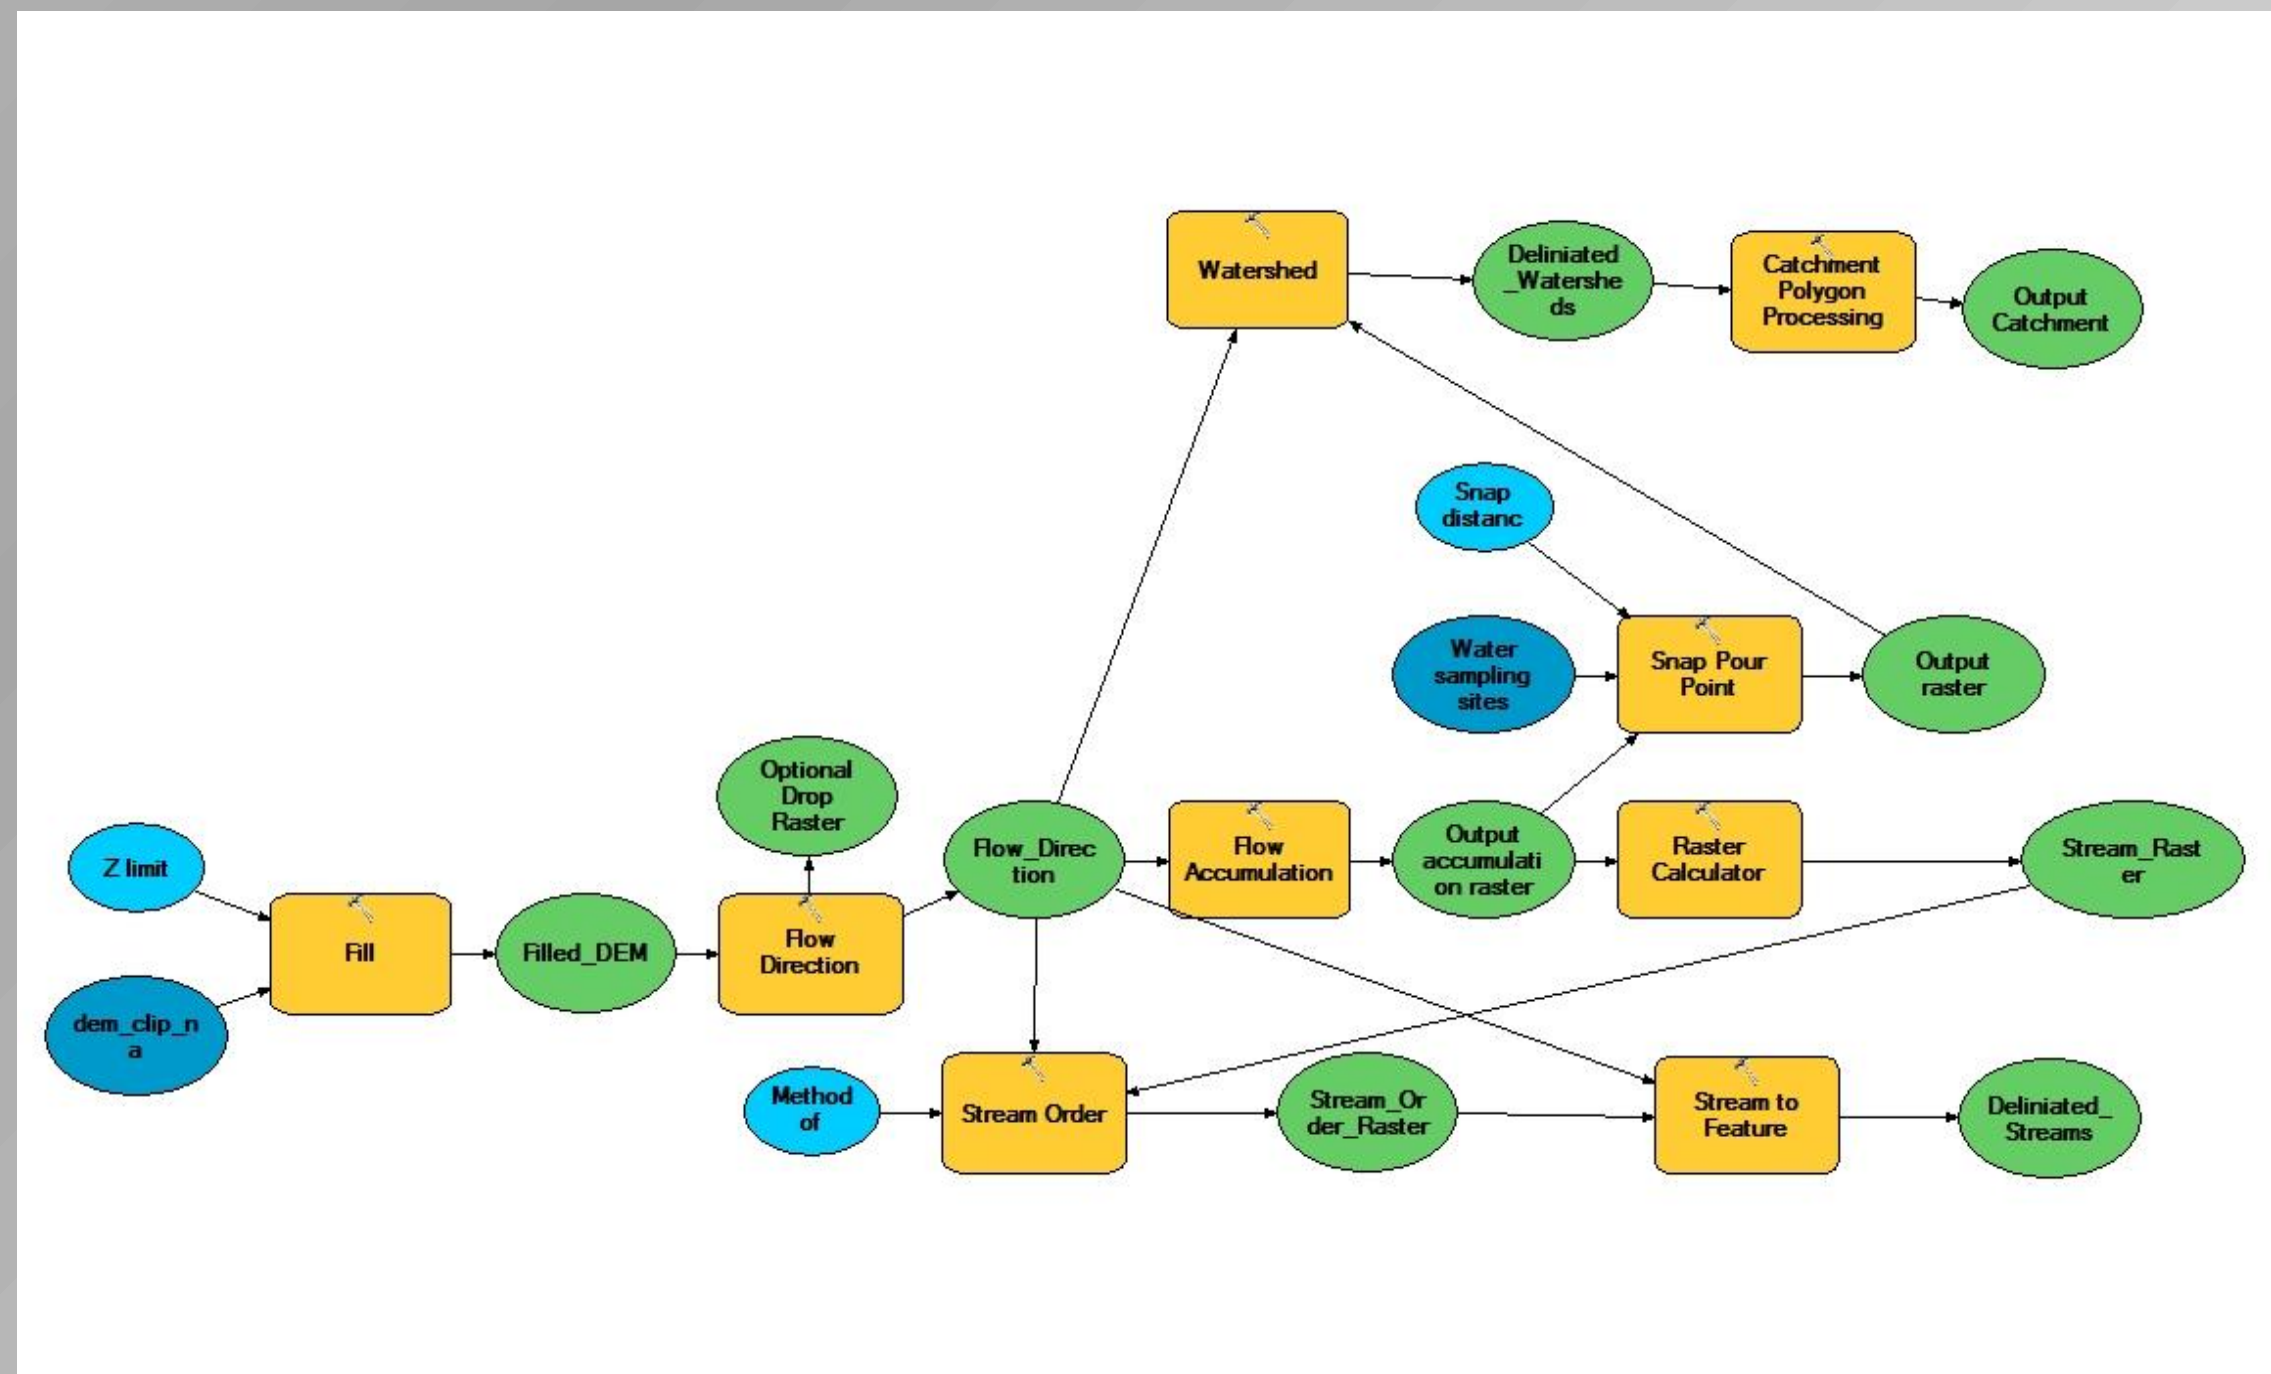 Watershed
Deliniated
_Watershe
ds
Catchment
Polygon
Processing
Output
Catchment
Snap
distanc
Water
sampling
sites
Snap Pour
Point
Output
raster
Optional
Drop
Raster
Z limit
dem_clip_n
a
Fill
Filled_DEM
Flow
Direction
Flow_Direc
tion
Flow
Accumulation
Output
accumulati
on raster
Raster
Calculator
Stream_Rast
er
Method
of
Stream Order
Stream_Or
der_Raster
Stream to
Feature
Deliniated_
Streams